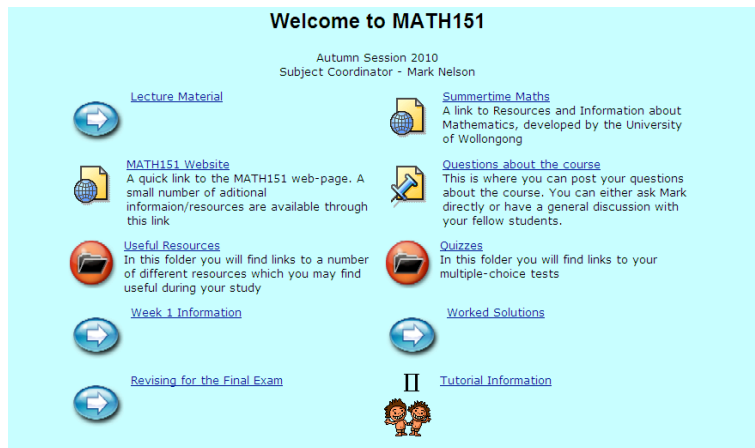 Welcome to MATH151
Autumn Session 2010
Subject Coordinator - Mark Nelson
Lecture Material
Summertime Maths
A link to Resources and Information about
Mathematics, developed by the University
of Wollongong
MATH151 Website
A quick link to the MATH151 web-page. A
small number of aditional
informaion/resources are available through
this link
Questions about the course
This is where you can post your questions
about the course. You can either ask Mark
directly or have a general discussion with
your fellow students.
Useful Resources
In this folder you will find links to a number
of different resources which you may find
useful during your study
Quizzes
In this folder you will find links to your
multiple-choice tests
Week 1 Information
Worked Solutions
Revising for the Final Exam
Π
Tutorial Information